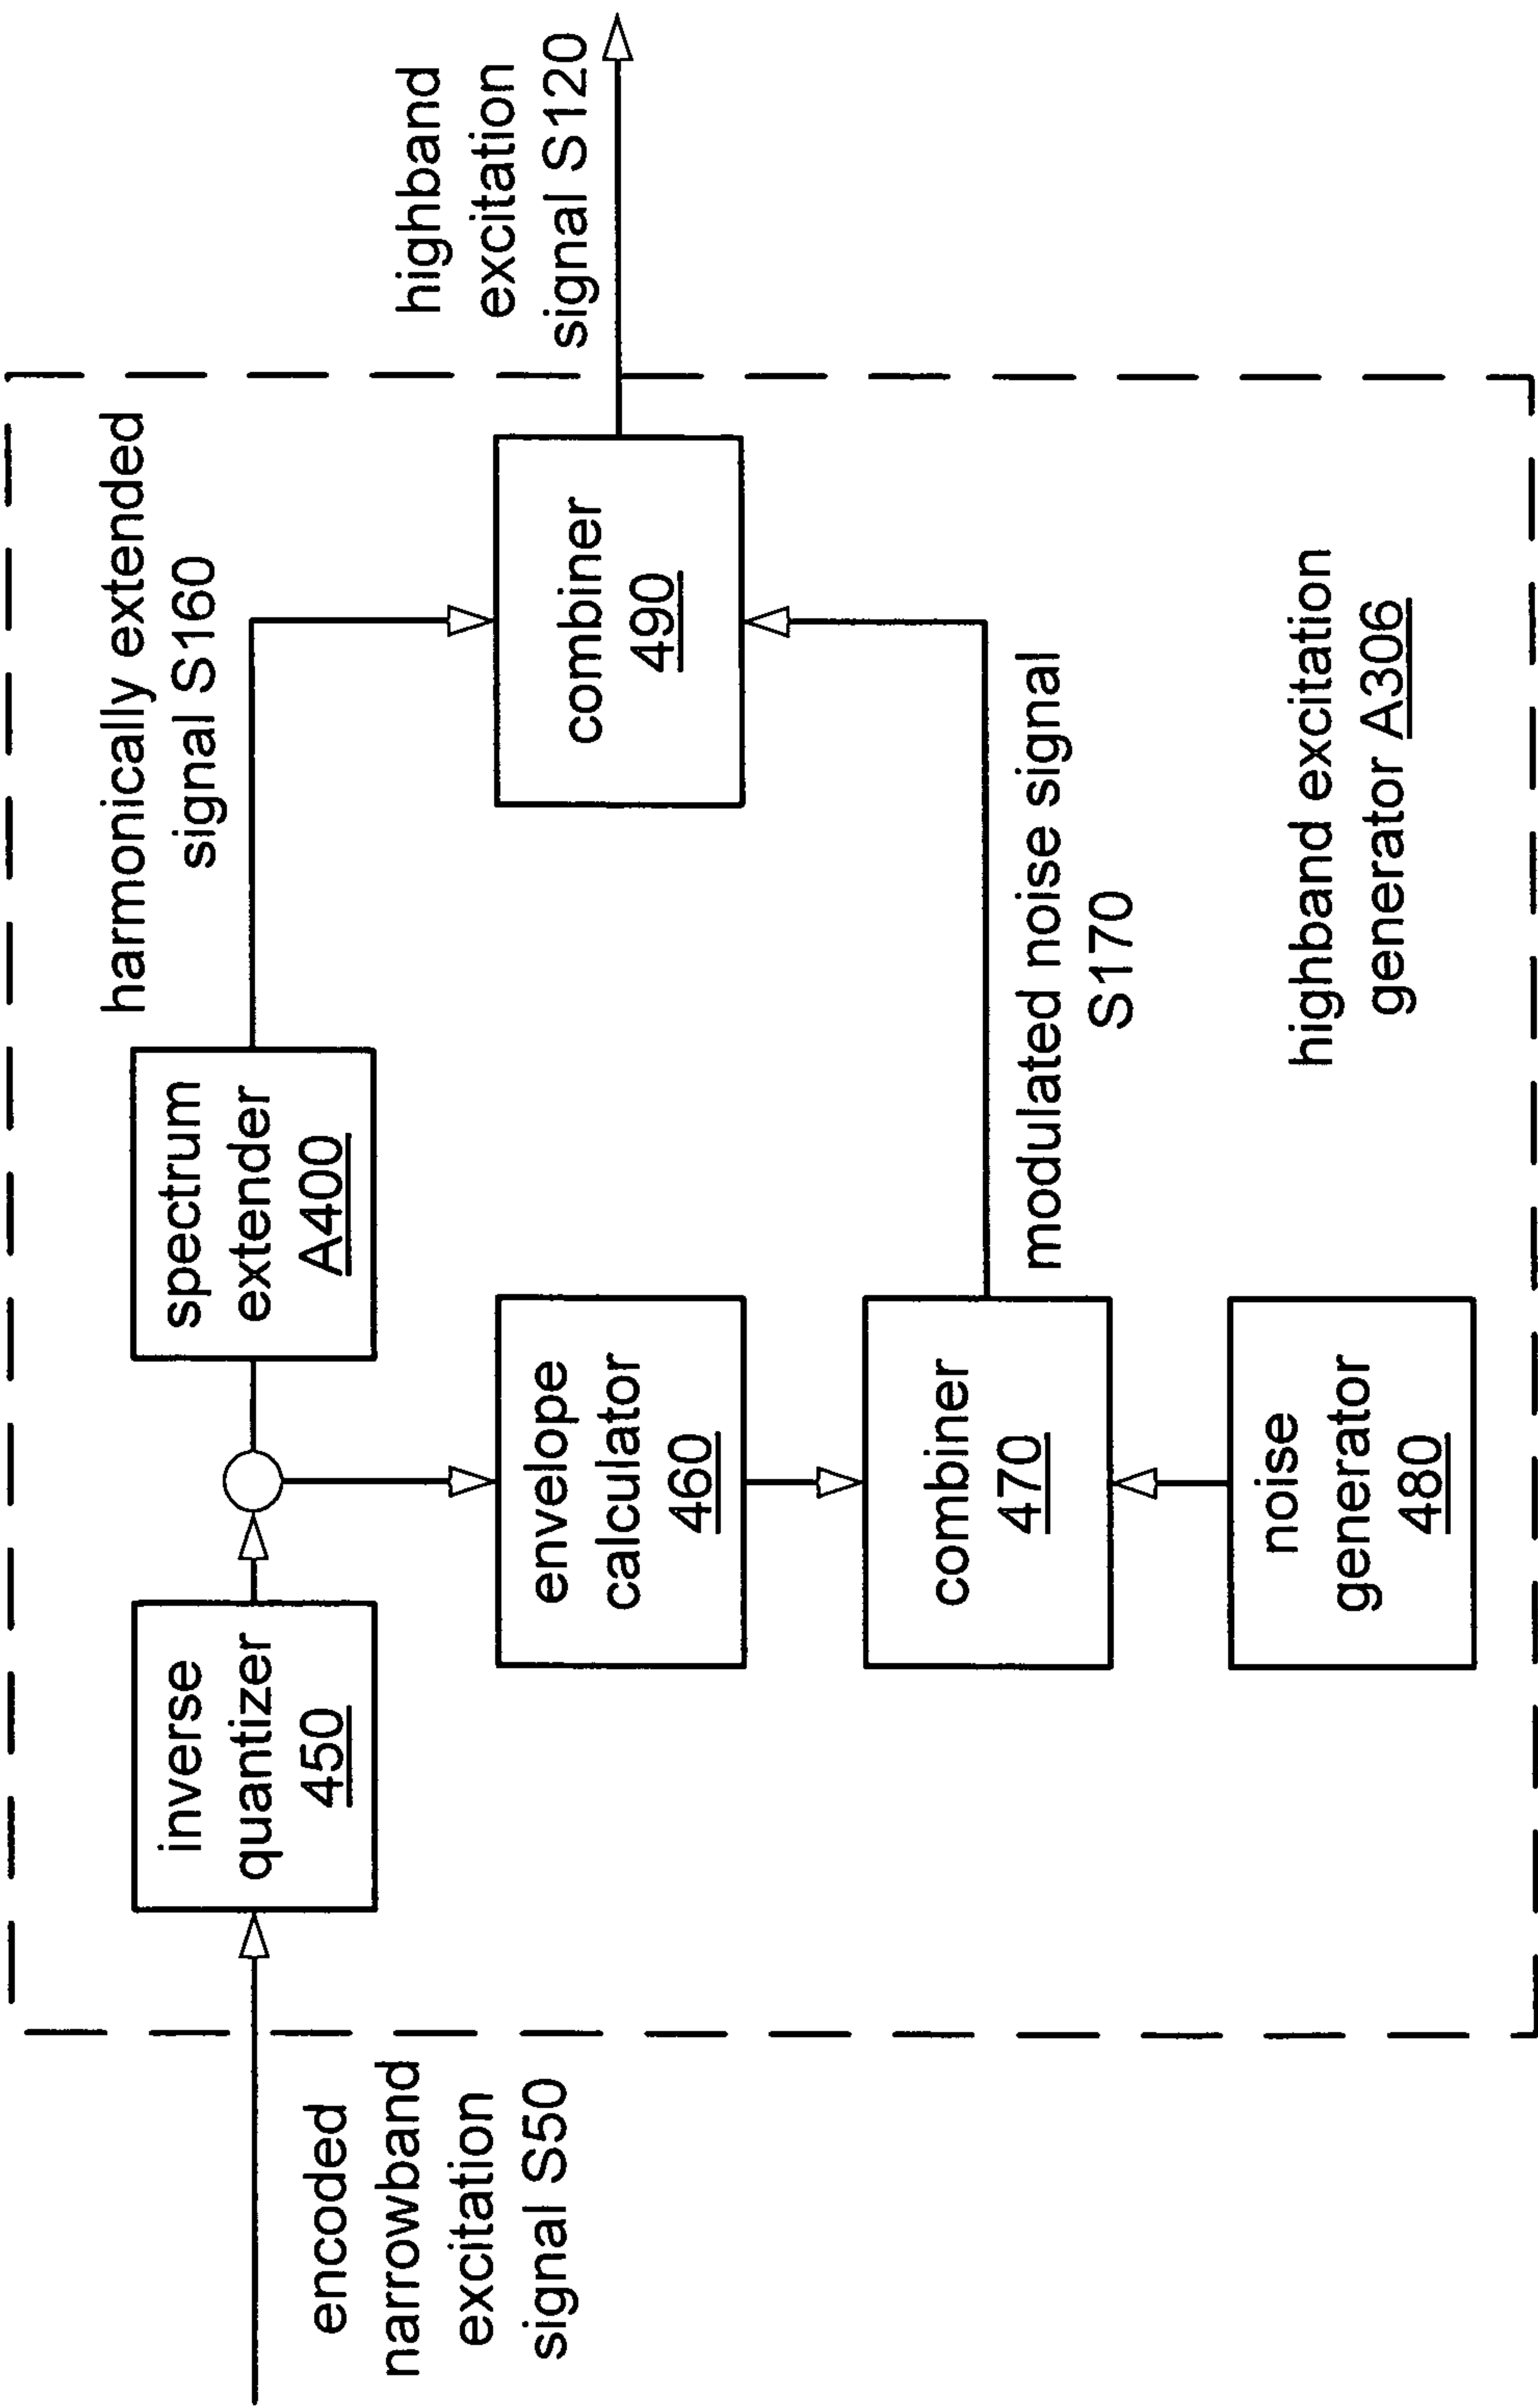 encoded
narrowband
excitation
signal S50
inverse
quantizer
450
spectrum
extender
A400
harmonically extended
signal S160
envelope
calculator
460
combiner
470
noise
generator
480
modulated noise signal
S170
combiner
490
highband
excitation
signal S120
highband excitation
generator A306